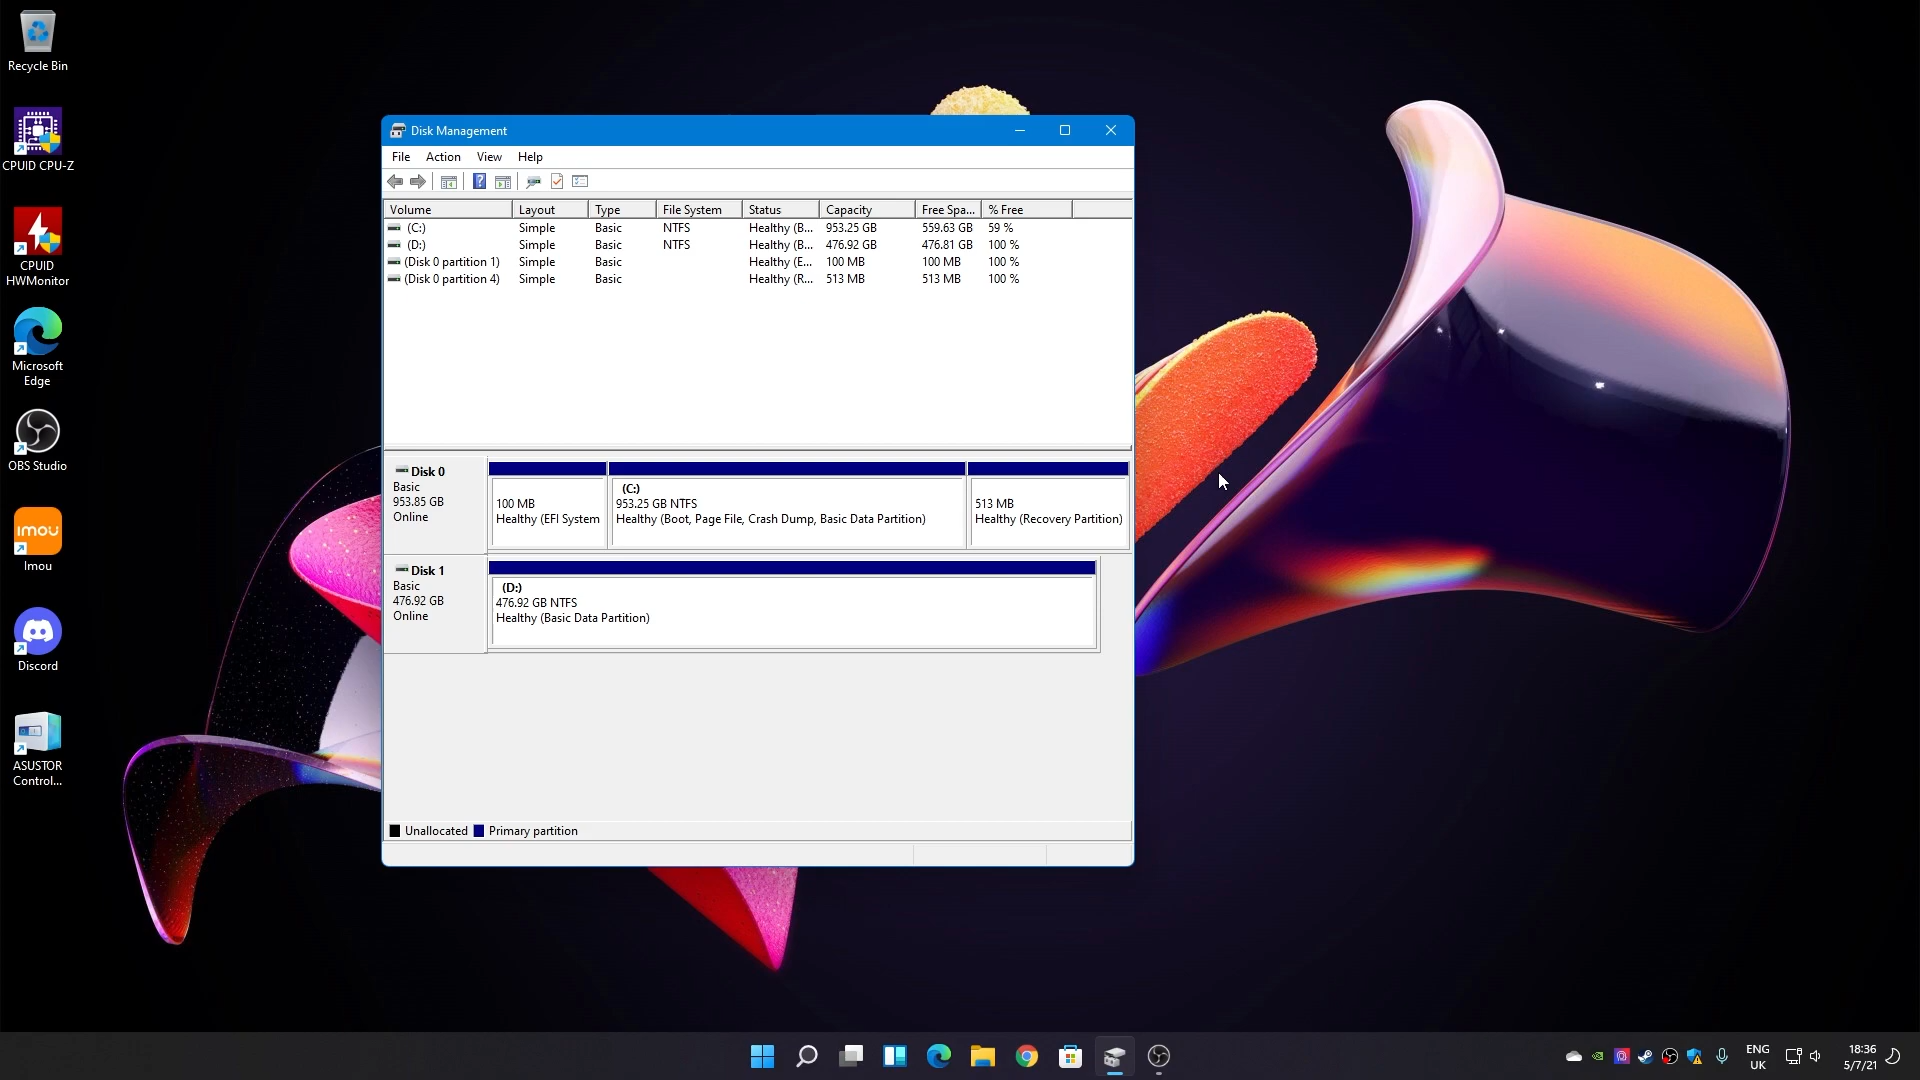 Recycle Bin
CPUID CPU-Z
CPUID
HWMonitor
Microsoft
Edge
OBS Studio
imou
Imou
Discord
ASUSTOR
Control...
Disk Management
File Action View Help
Volume Layout Type File System Status Capacity Free Spa... % Free
(C:) Simple Basic NTFS Healthy (B... 953.25 GB 559.63 GB 59 %
(D:) Simple Basic NTFS Healthy (B... 476.92 GB 476.81 GB 100 %
(Disk 0 partition 1) Simple Basic Healthy (E... 100 MB 100 MB 100 %
(Disk 0 partition 4) Simple Basic Healthy (R... 513 MB 513 MB 100 %
Disk 0
Basic
953.85 GB
Online
100 MB
Healthy (EFI System
(C:)
953.25 GB NTFS
Healthy (Boot, Page File, Crash Dump, Basic Data Partition)
513 MB
Healthy (Recovery Partition)
Disk 1
Basic
476.92 GB
Online
(D:)
476.92 GB NTFS
Healthy (Basic Data Partition)
Unallocated Primary partition
ENG
UK
18:36
5/7/21